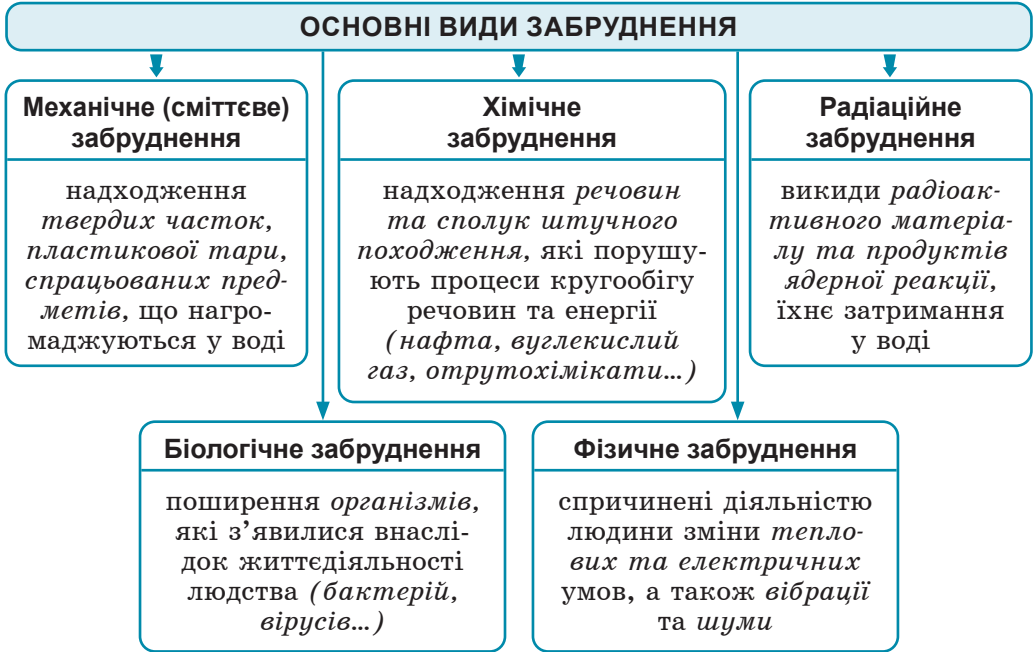 ОСНОВНІ ВИДИ ЗАБРУДНЕННЯ
Механічне (сміттєве)
забруднення
надходження
твердих часток,
пластикової тари,
спрацьованих пред-
метів, що нагро-
маджуються у воді
Хімічне
забруднення
надходження речовин
та сполук штучного
походження, які порушу-
ють процеси кругообігу
речовин та енергії
(нафта, вуглекислий
газ, отрутохімікати…)
Радіаційне
забруднення
викиди радіоак-
тивного матеріа-
лу та продуктів
ядерної реакції,
їхнє затримання
у воді
Біологічне забруднення
поширення організмів,
які з’явилися внаслі-
док життєдіяльності
людства (бактерій,
вірусів…)
Фізичне забруднення
спричинені діяльністю
людини зміни тепло-
вих та електричних
умов, а також вібрації
та шуми